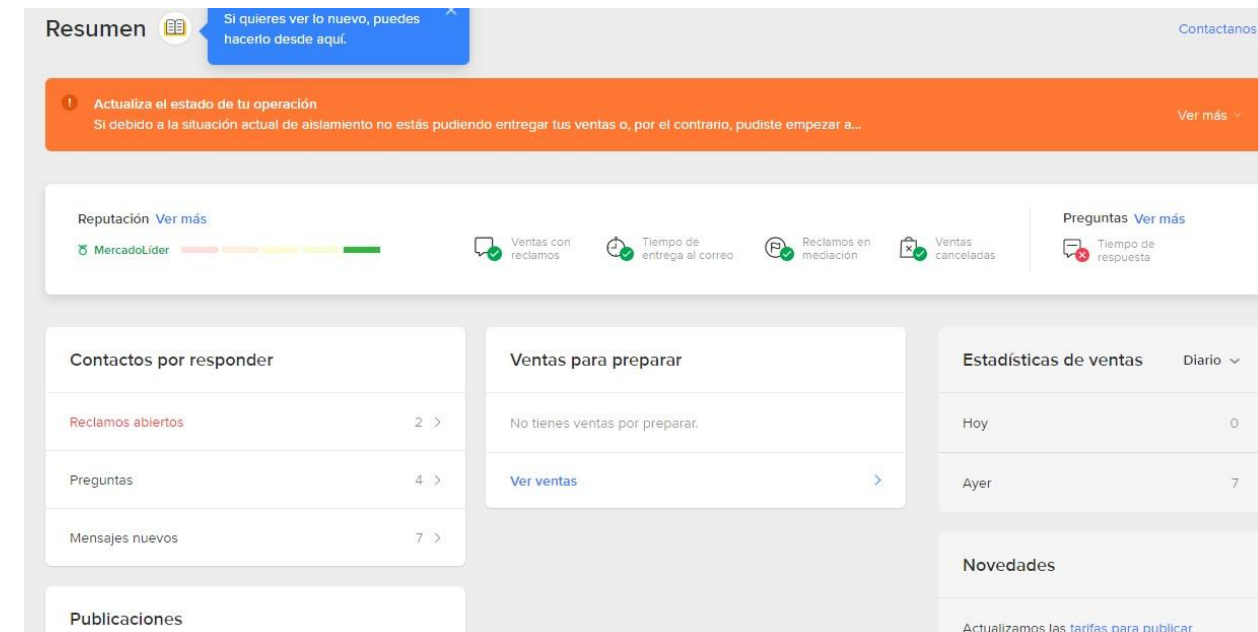 Resumen
Si quieres ver lo nuevo, puedes
hacerlo desde aquí.
Contactanos
Actualiza el estado de tu operación
Si debido a la situación actual de aislamiento no estás pudiendo entregar tus ventas o, por el contrario, pudiste empezar a...
Ver más
Reputación Ver más
MercadoLíder
Ventas con
reclamos
Tiempo de
entrega al correo
Reclamos en
mediación
Ventas
canceladas
Preguntas Ver más
Tiempo de
respuesta
Contactos por responder
Reclamos abiertos 2
Preguntas 4
Mensajes nuevos 7
Publicaciones
Ventas para preparar
No tienes ventas por preparar.
Ver ventas
Estadísticas de ventas Diario
Hoy 0
Ayer 7
Novedades
Actualizamos las tarifas para publicar